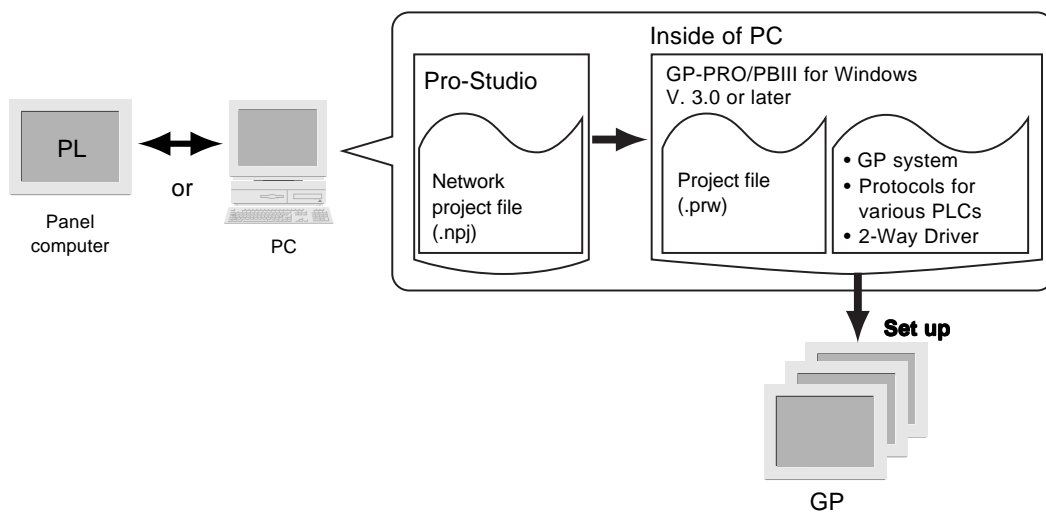 Inside of PC
Pro-Studio
GP-PRO/PBIII for Windows
V. 3.0 or later
PL
or
Panel
computer
PC
Network
project file
(.npj)
Project file
(.prw)
• GP system
• Protocols for
various PLCs
• 2-Way Driver
Set up
GP